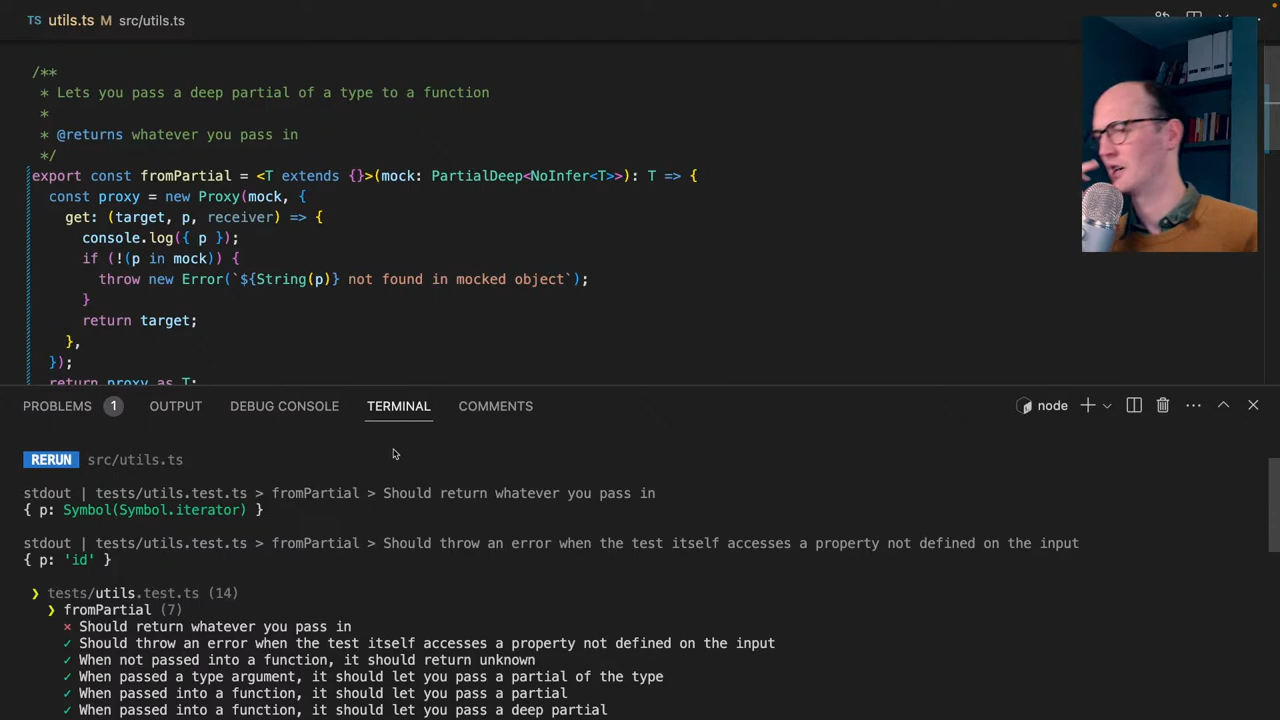 TS utils.ts M src/utils.ts
/**
* Lets you pass a deep partial of a type to a function
*
* @returns whatever you pass in
*/
export const fromPartial = <T extends {}>(mock: PartialDeep<NoInfer<T>>): T => {
const proxy = new Proxy(mock, {
get: (target, p, receiver) => {
console.log({ p });
if (!(p in mock)) {
throw new Error(`${String(p)} not found in mocked object`);
}
return target;
},
});
return proxy as T;
PROBLEMS 1 OUTPUT DEBUG CONSOLE TERMINAL COMMENTS node
RERUN src/utils.ts
stdout | tests/utils.test.ts > fromPartial > Should return whatever you pass in
{ p: Symbol(Symbol.iterator) }
stdout | tests/utils.test.ts > fromPartial > Should throw an error when the test itself accesses a property not defined on the input
{ p: 'id' }
❯ tests/utils.test.ts (14)
❯ fromPartial (7)
× Should return whatever you pass in
✓ Should throw an error when the test itself accesses a property not defined on the input
✓ When not passed into a function, it should return unknown
✓ When passed a type argument, it should let you pass a partial of the type
✓ When passed into a function, it should let you pass a partial
✓ When passed into a function, it should let you pass a deep partial